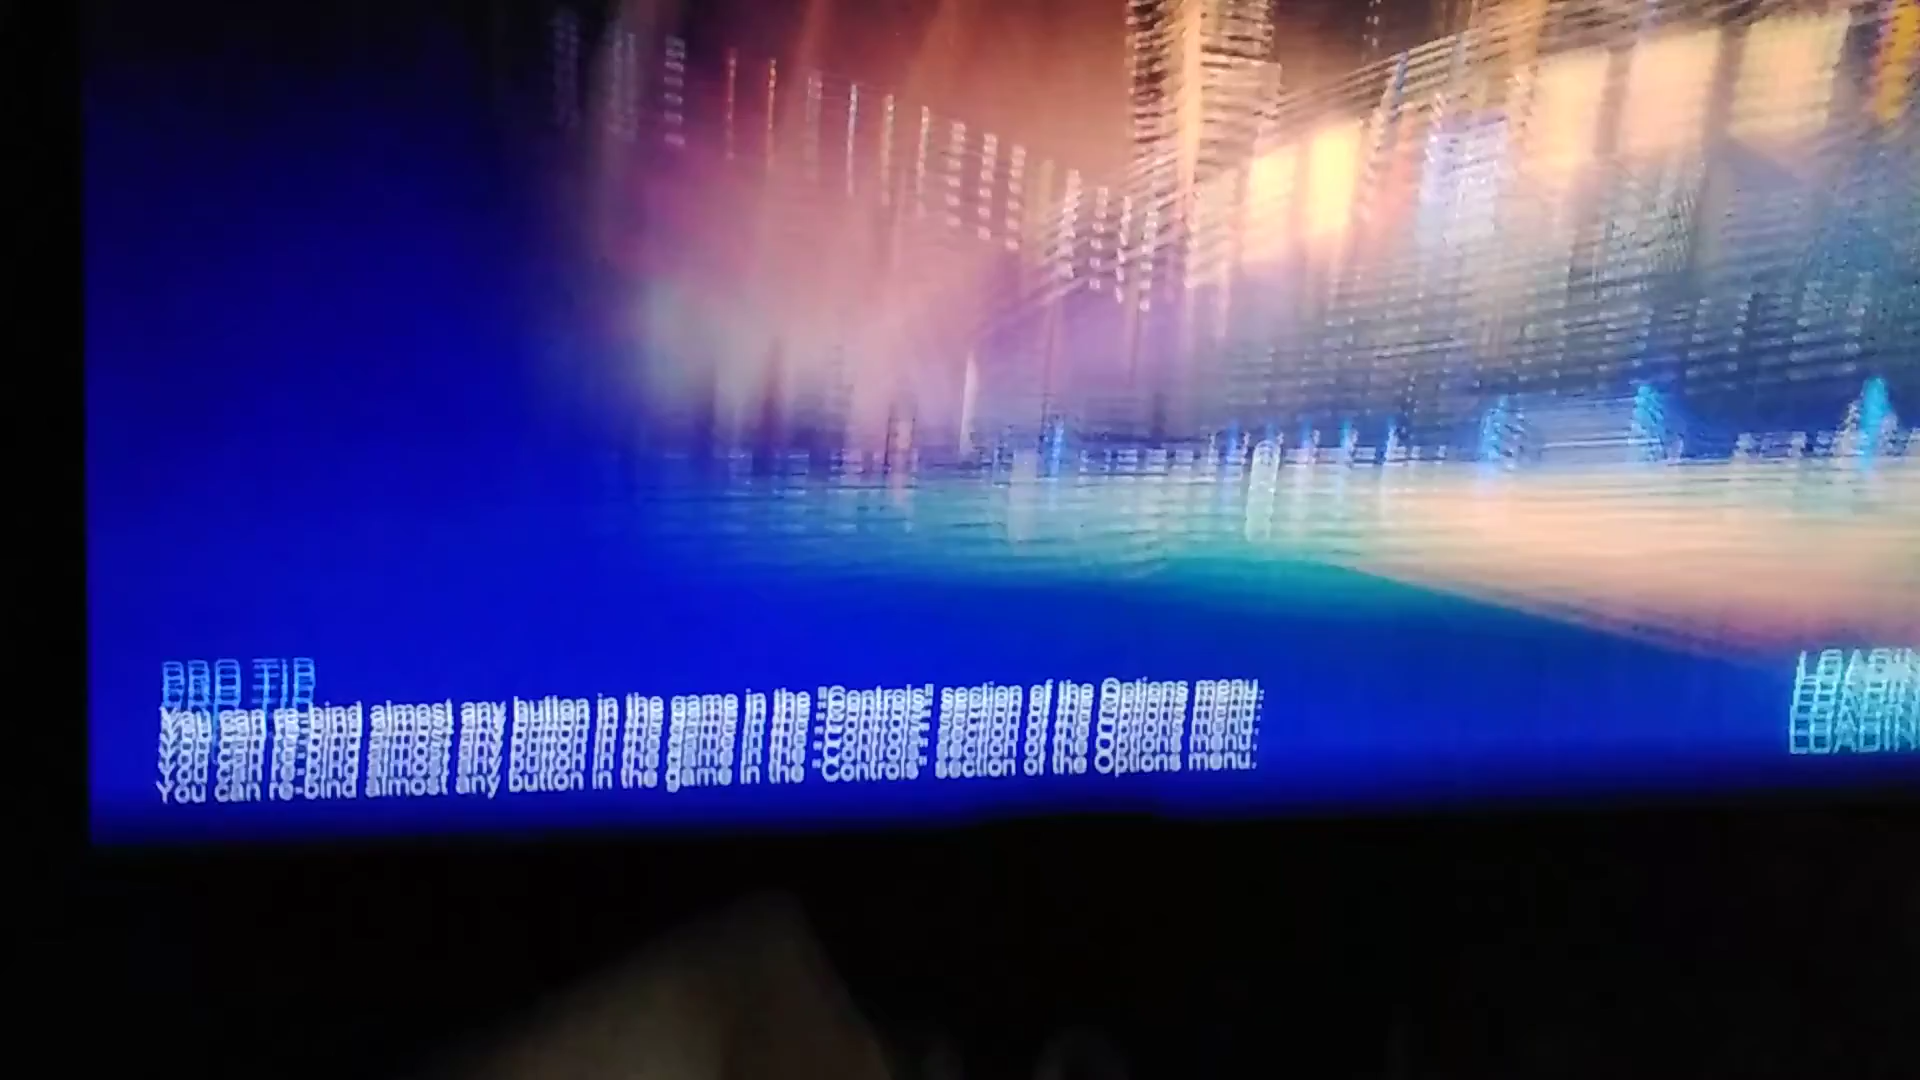 PRO TIP
You can re-bind almost any button in the game in the "Controls" section of the Options menu.
LOADIN